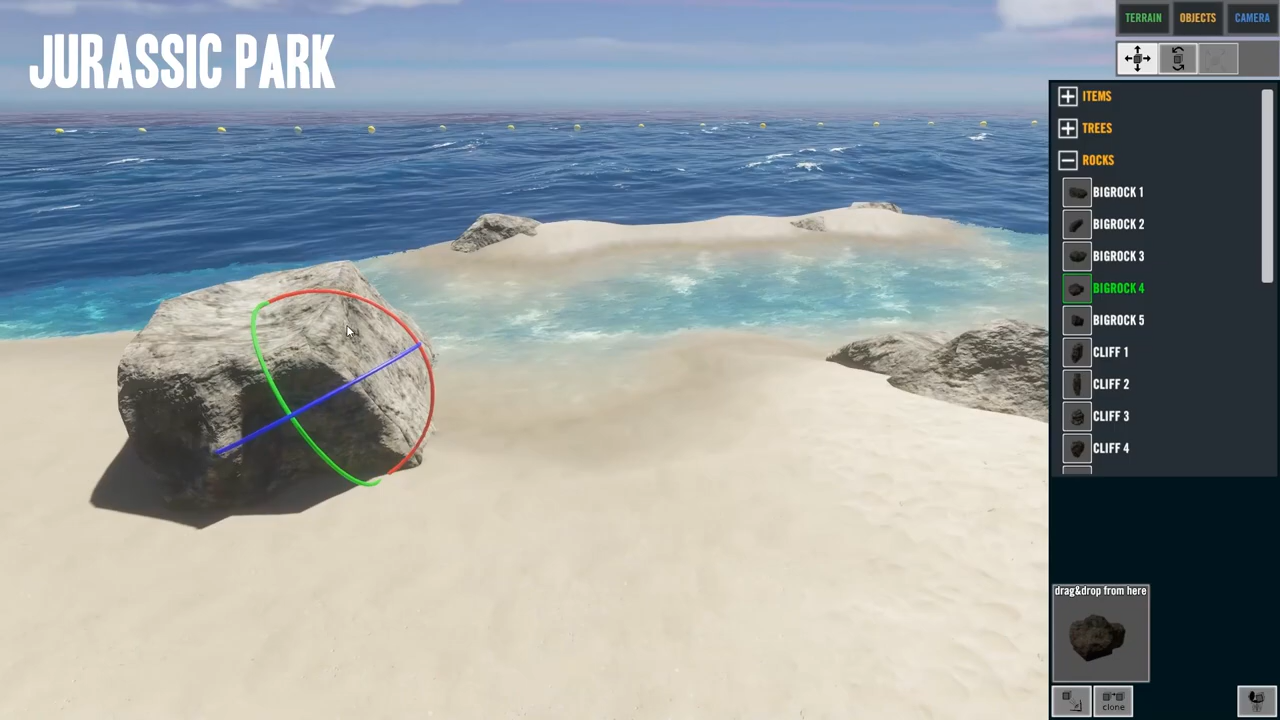 JURASSIC PARK
TERRAIN
OBJECTS
CAMERA
ITEMS
TREES
ROCKS
BIGROCK 1
BIGROCK 2
BIGROCK 3
BIGROCK 4
BIGROCK 5
CLIFF 1
CLIFF 2
CLIFF 3
CLIFF 4
drag&drop from here
clone